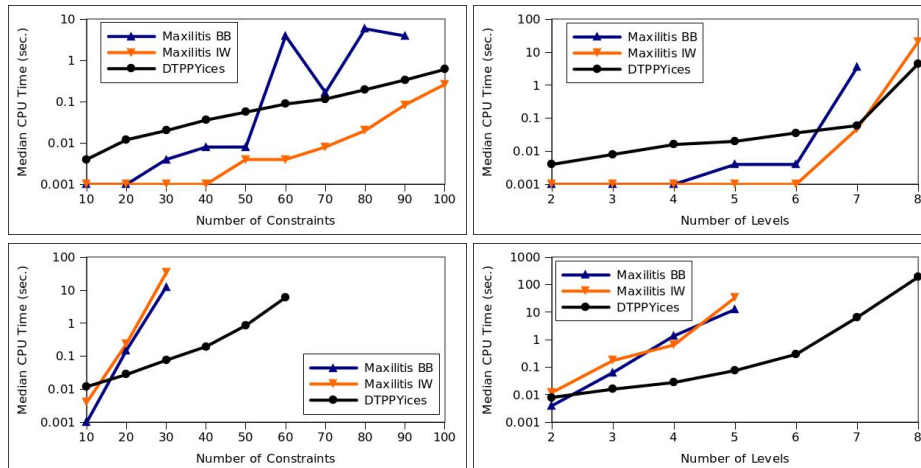 Median CPU Time (sec.)
10
1
0.1
0.01
0.001
Maxilitis BB
Maxilitis IW
DTPPYices
10 20 30 40 50 60 70 80 90 100
Number of Constraints
Median CPU Time (sec.)
100
10
1
0.1
0.01
0.001
Maxilitis BB
Maxilitis IW
DTPPYices
2 3 4 5 6 7 8
Number of Levels
Median CPU Time (sec.)
100
10
1
0.1
0.01
0.001
Maxilitis BB
Maxilitis IW
DTPPYices
10 20 30 40 50 60 70 80 90 100
Number of Constraints
Median CPU Time (sec.)
1000
100
10
1
0.1
0.01
0.001
Maxilitis BB
Maxilitis IW
DTPPYices
2 3 4 5 6 7 8
Number of Levels